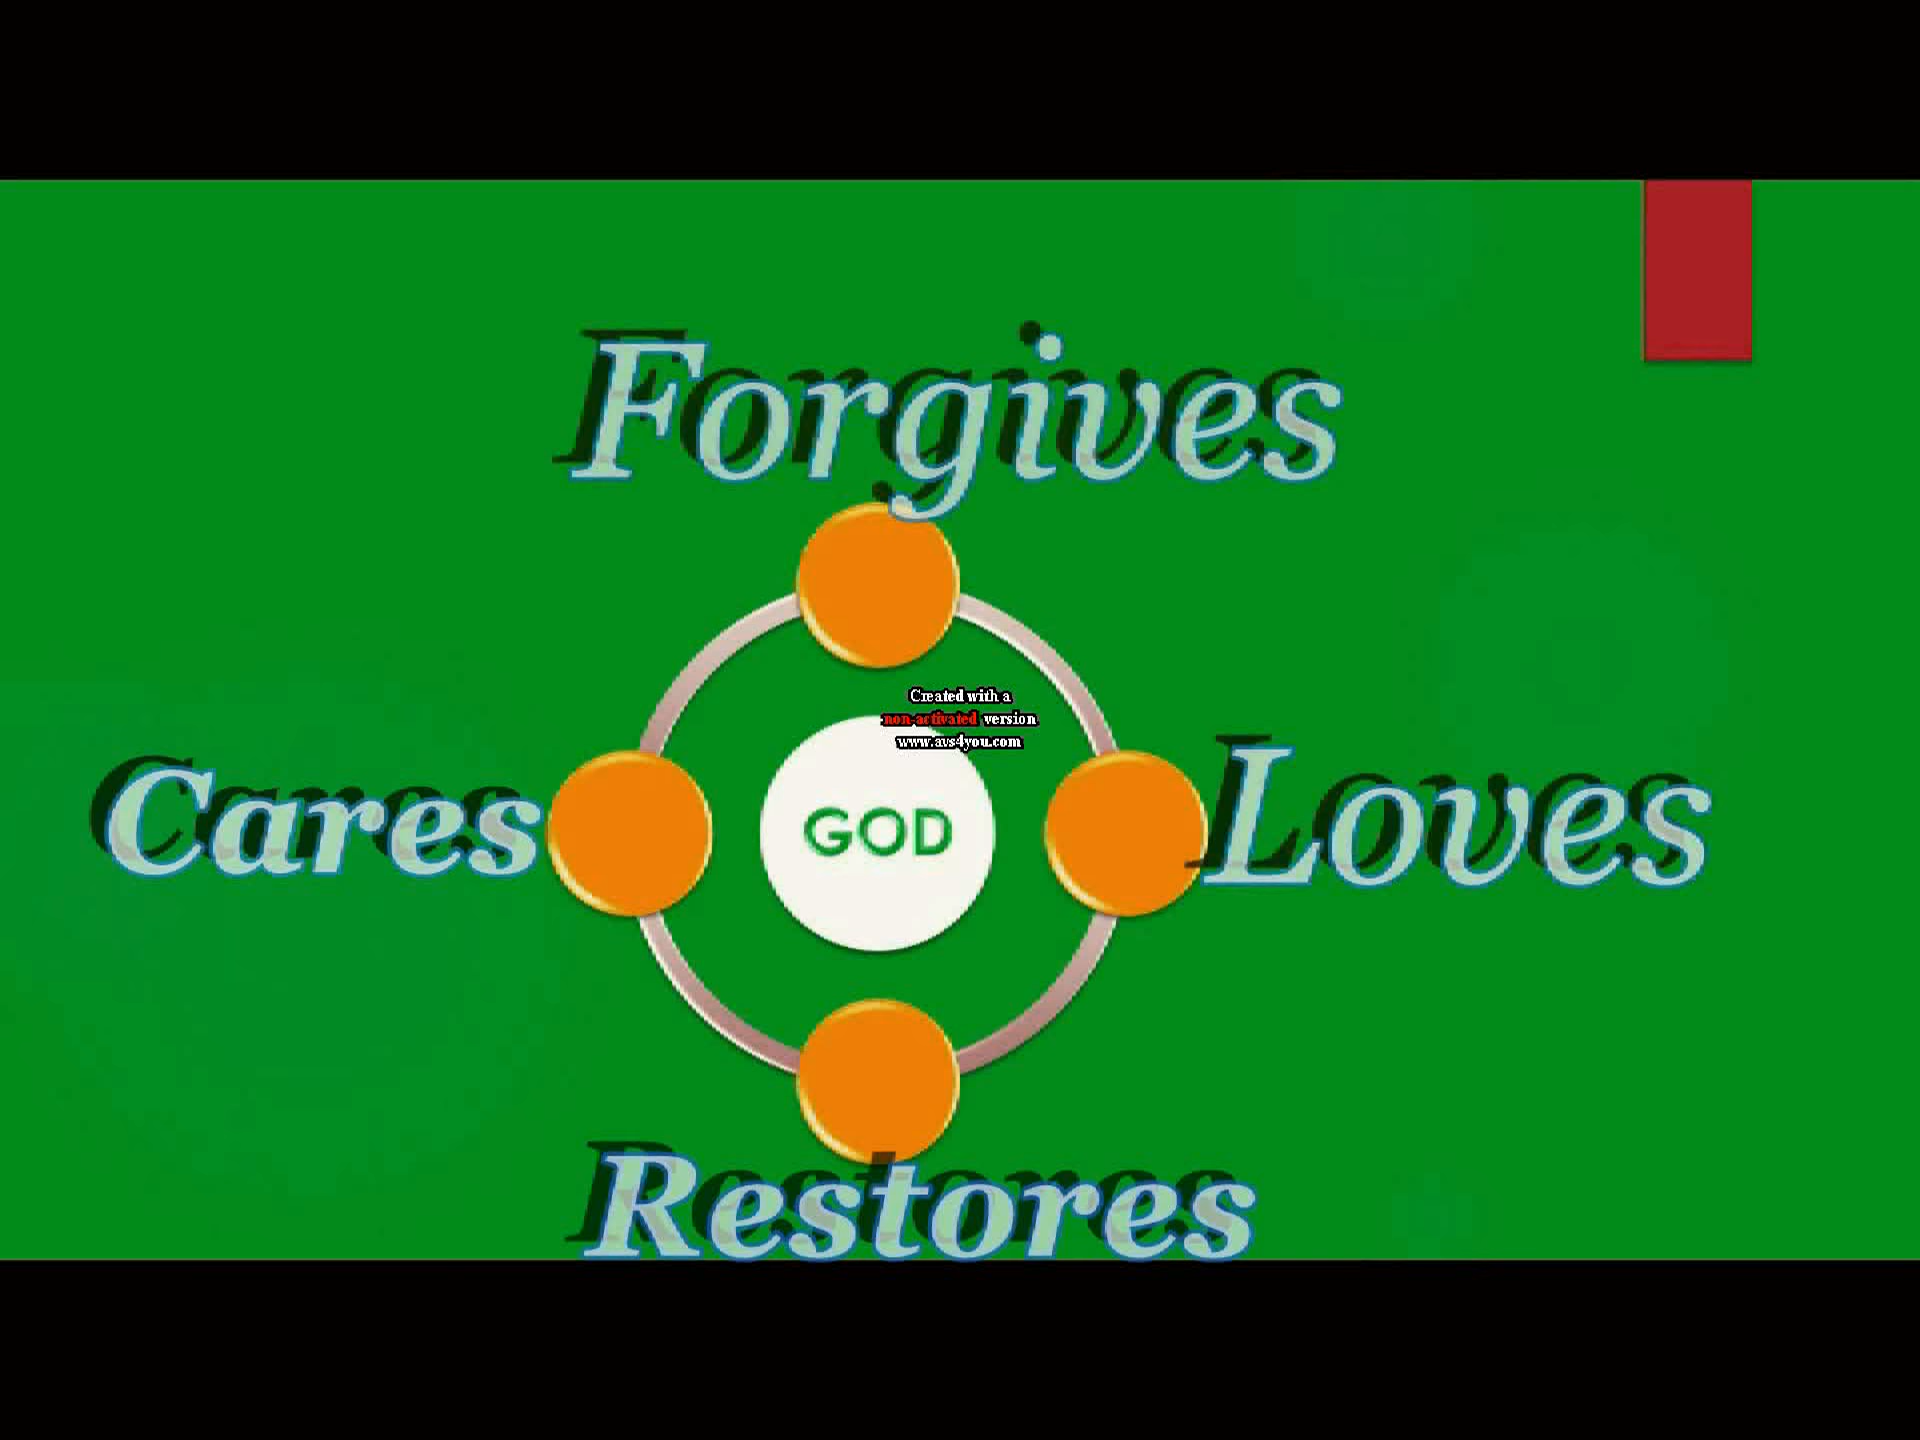 Forgives
Created with a
non-activated version
www.avs4you.com
Cares
GOD
Loves
Restores